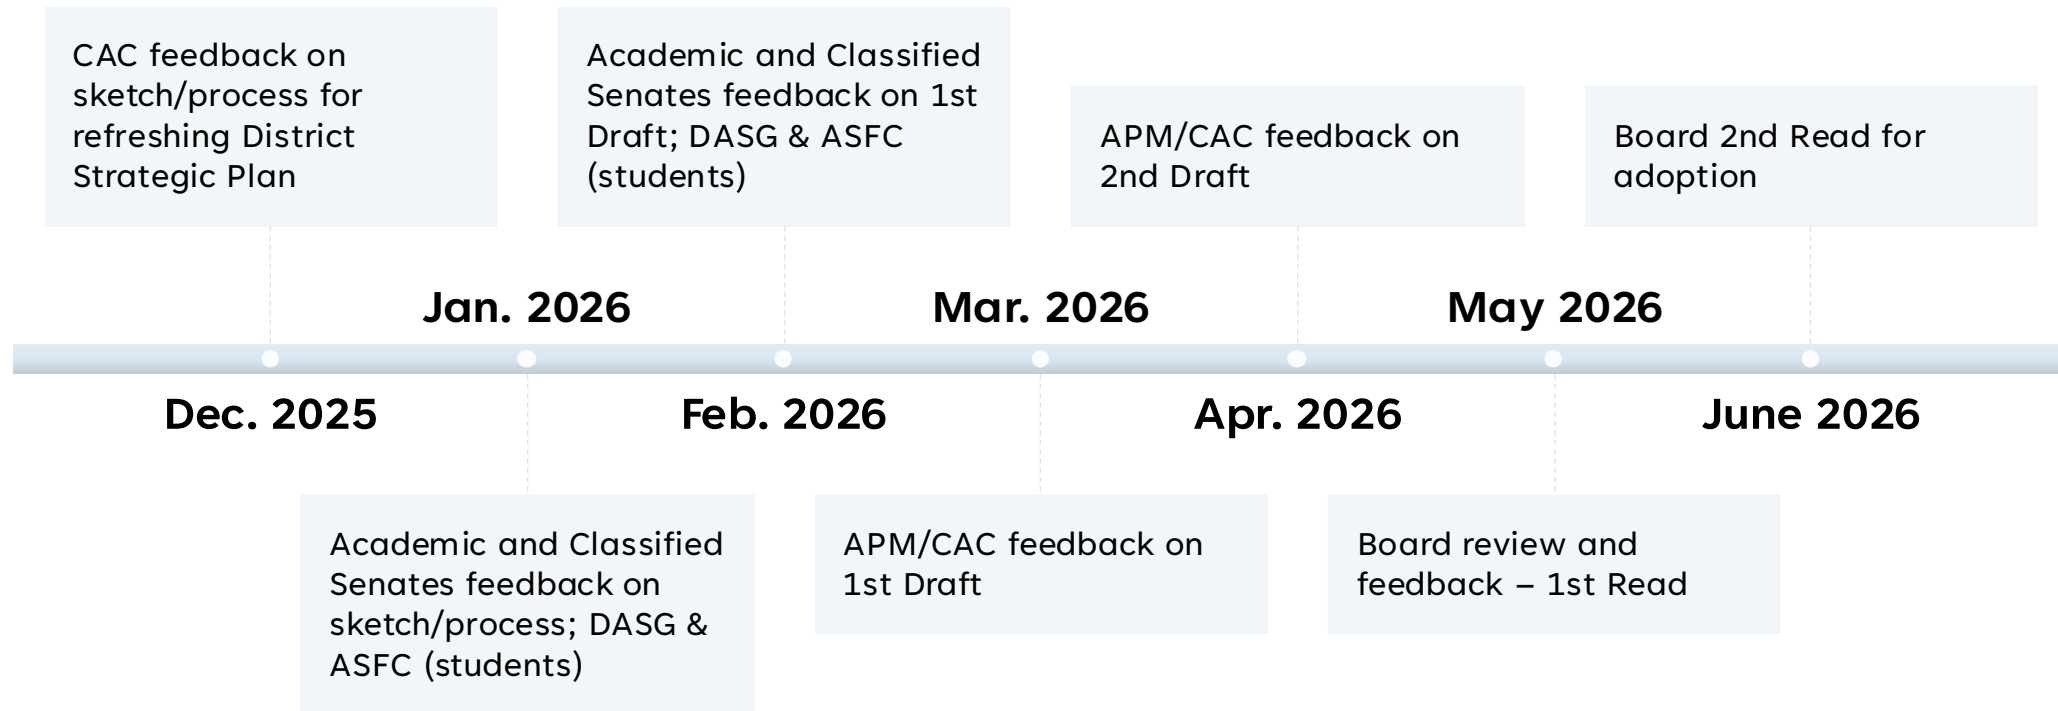 CAC feedback on
sketch/process for
refreshing District
Strategic Plan
Academic and Classified
Senates feedback on 1st
Draft; DASG & ASFC
(students)
APM/CAC feedback on
2nd Draft
Board 2nd Read for
adoption
Jan. 2026
Mar. 2026
May 2026
Dec. 2025
Feb. 2026
Apr. 2026
June 2026
Academic and Classified
Senates feedback on
sketch/process; DASG &
ASFC (students)
APM/CAC feedback on
1st Draft
Board review and
feedback – 1st Read